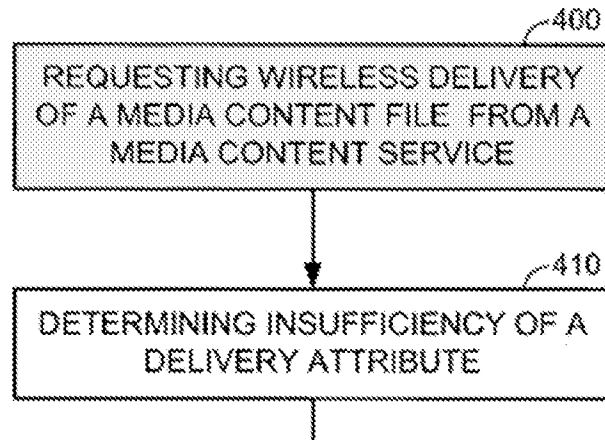 400
REQUESTING WIRELESS DELIVERY
OF A MEDIA CONTENT FILE FROM A
MEDIA CONTENT SERVICE
410
DETERMINING INSUFFICIENCY OF A
DELIVERY ATTRIBUTE